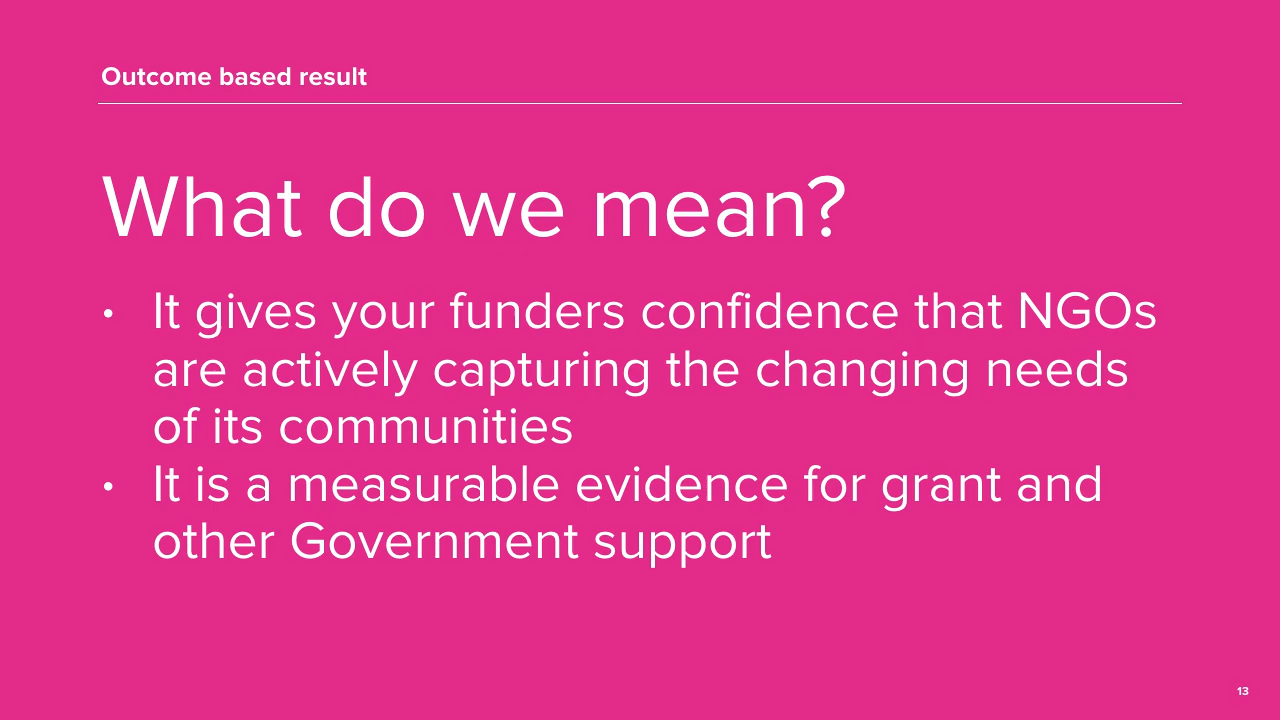 Outcome based result
What do we mean?
• It gives your funders confidence that NGOs
are actively capturing the changing needs
of its communities
• It is a measurable evidence for grant and
other Government support
13